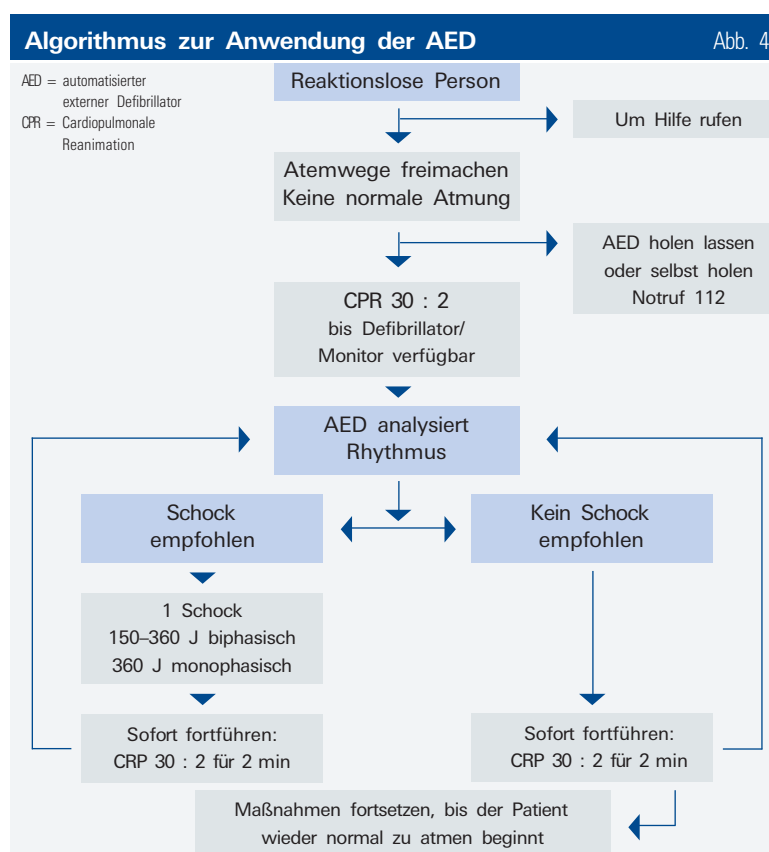 Algorithmus zur Anwendung der AED Abb. 4
AED = automatisierter
externer Defibrillator
CPR = Cardiopulmonale
Reanimation
Reaktionslose Person
Um Hilfe rufen
Atemwege freimachen
Keine normale Atmung
AED holen lassen
oder selbst holen
Notruf 112
CPR 30 : 2
bis Defibrillator/
Monitor verfügbar
AED analysiert
Rhythmus
Schock
empfohlen
Kein Schock
empfohlen
1 Schock
150–360 J biphasisch
360 J monophasisch
Sofort fortführen:
CRP 30 : 2 für 2 min
Sofort fortführen:
CRP 30 : 2 für 2 min
Maßnahmen fortsetzen, bis der Patient
wieder normal zu atmen beginnt